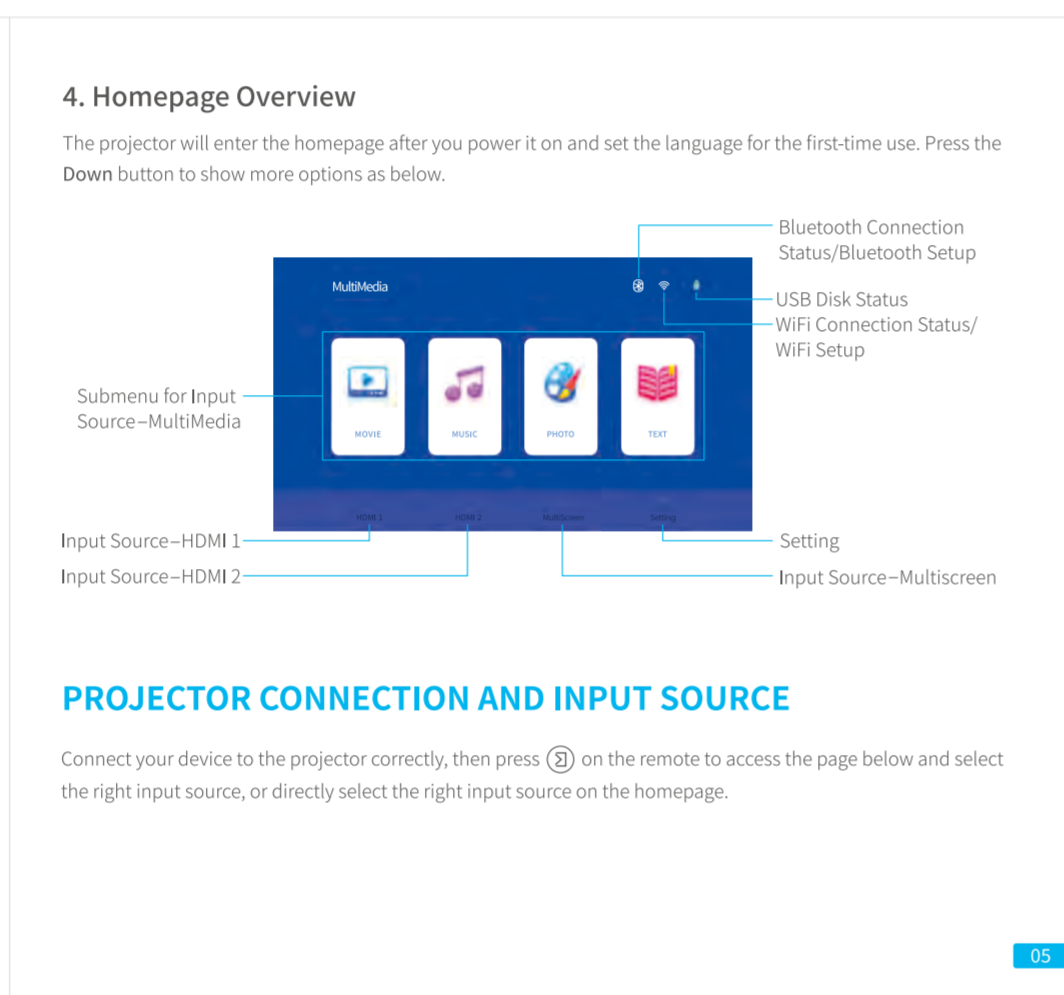 4. Homepage Overview
The projector will enter the homepage after you power it on and set the language for the first-time use. Press the
Down button to show more options as below.
Bluetooth Connection
Status/Bluetooth Setup
MultiMedia
USB Disk Status
WiFi Connection Status/
WiFi Setup
Submenu for Input
Source–MultiMedia
MOVIE
MUSIC
PHOTO
TEXT
HDMI 1
HDMI 2
MultiScreen
Setting
Input Source–HDMI 1
Setting
Input Source–HDMI 2
Input Source–Multiscreen
PROJECTOR CONNECTION AND INPUT SOURCE
Connect your device to the projector correctly, then press on the remote to access the page below and select
the right input source, or directly select the right input source on the homepage.
05